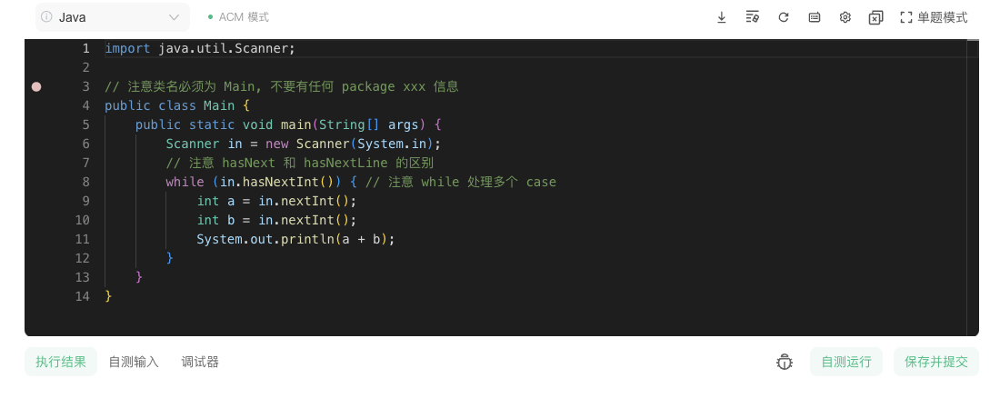 Java
ACM 模式
单题模式
1 import java.util.Scanner;
2
3 // 注意类名必须为 Main, 不要有任何 package xxx 信息
4 public class Main {
5     public static void main(String[] args) {
6         Scanner in = new Scanner(System.in);
7         // 注意 hasNext 和 hasNextLine 的区别
8         while (in.hasNextInt()) { // 注意 while 处理多个 case
9             int a = in.nextInt();
10             int b = in.nextInt();
11             System.out.println(a + b);
12         }
13     }
14 }
执行结果 自测输入 调试器 自测运行 保存并提交